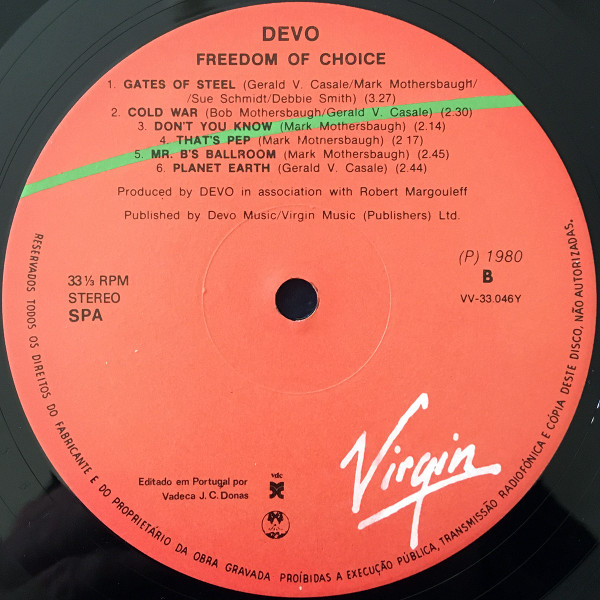 DEVO
FREEDOM OF CHOICE
1. GATES OF STEEL (Gerald V. Casale/Mark Mothersbaugh/
/Sue Schmidt/Debbie Smith) (3.27)
2. COLD WAR (Bob Mothersbaugh/Gerald V. Casale) (2.30)
3. DON'T YOU KNOW (Mark Mothersbaugh) (2.14)
4. THAT'S PEP (Mark Motnersbaugh) (2 17)
5. MR. B'S BALLROOM (Mark Mothersbaugh) (2.45)
6. PLANET EARTH (Gerald V. Casale) (2.44)
Produced by DEVO in association with Robert Margouleff
Published by Devo Music/Virgin Music (Publishers) Ltd.
33⅓ RPM
STEREO
SPA
(P) 1980
B
VV-33.046Y
Virgin
Editado em Portugal por
Vadeca J. C. Donas
vdc
RESERVADOS TODOS OS DIREITOS DO FABRICANTE E DO PROPRIETÁRIO DA OBRA GRAVADA PROÍBIDAS A EXECUÇÃO PÚBLICA, TRANSMISSÃO RADIOFÓNICA E CÓPIA DESTE DISCO, NÃO AUTORIZADAS.